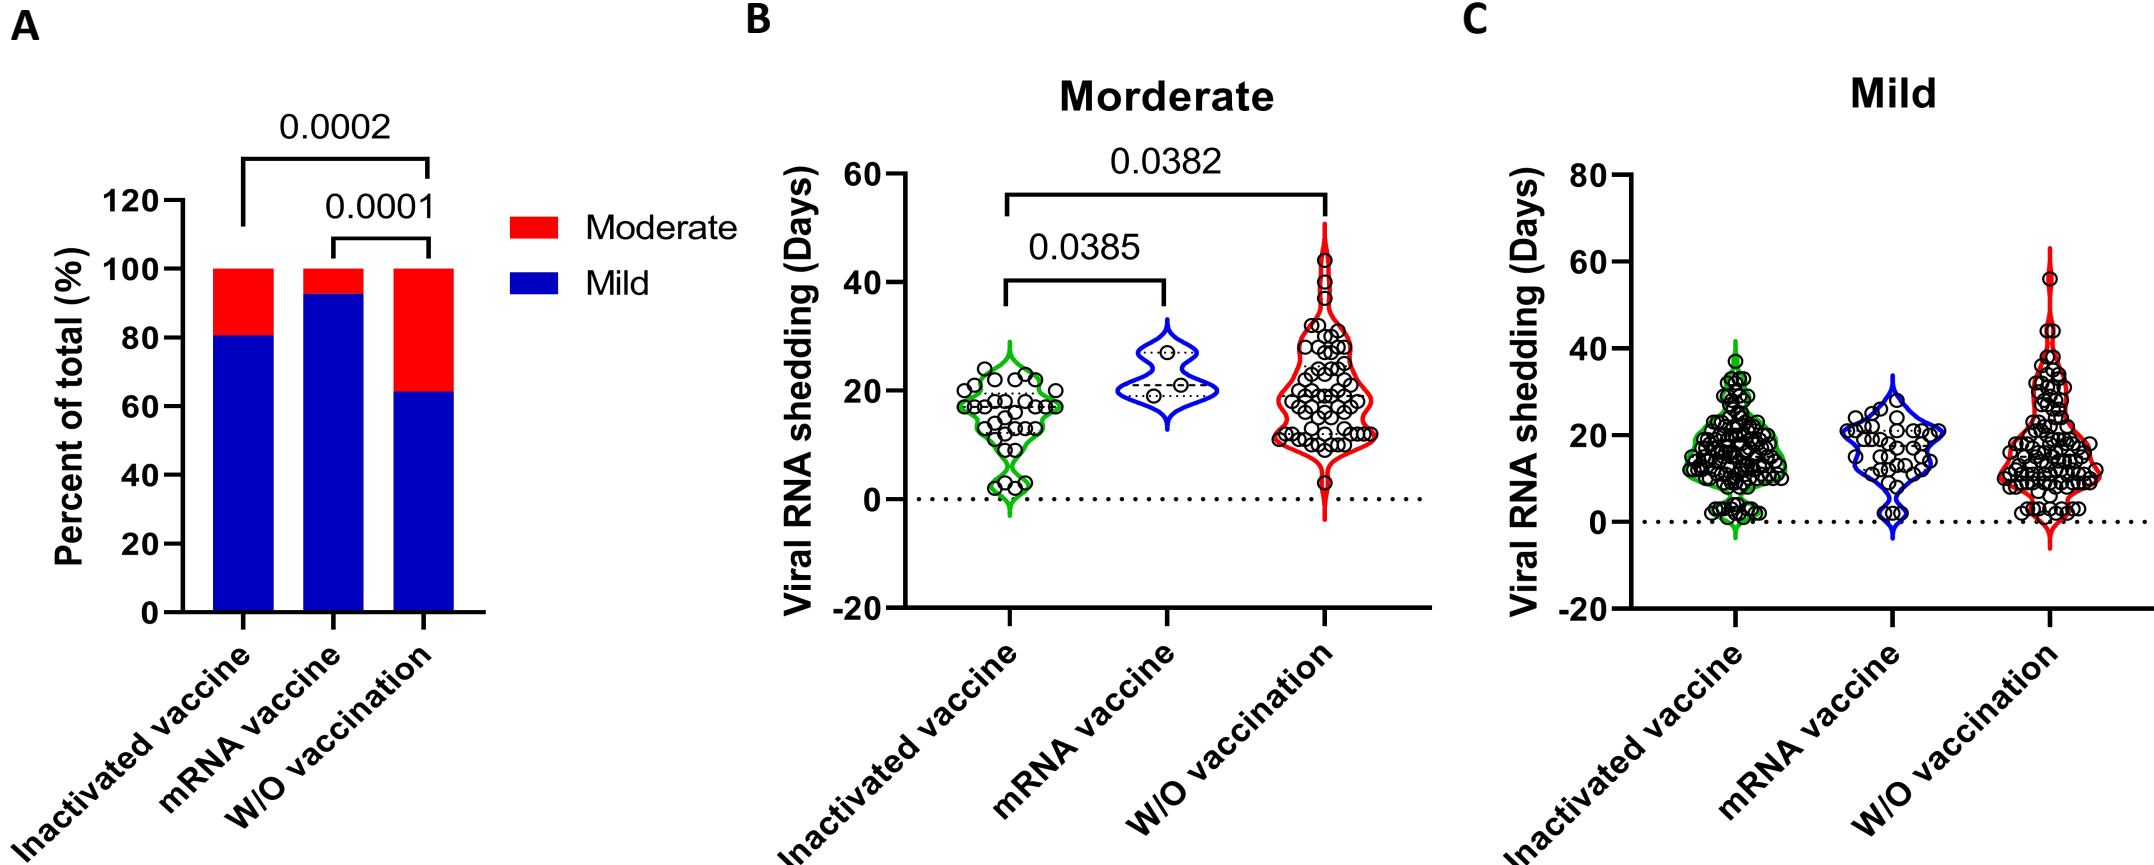 A
0.0002
0.0001
120
100
80
60
40
20
0
Percent of total (%)
Moderate
Mild
Inactivated vaccine
mRNA vaccine
W/O vaccination
B
Morderate
0.0382
0.0385
60
40
20
0
-20
Viral RNA shedding (Days)
Inactivated vaccine
mRNA vaccine
W/O vaccination
C
Mild
80
60
40
20
0
-20
Viral RNA shedding (Days)
Inactivated vaccine
mRNA vaccine
W/O vaccination